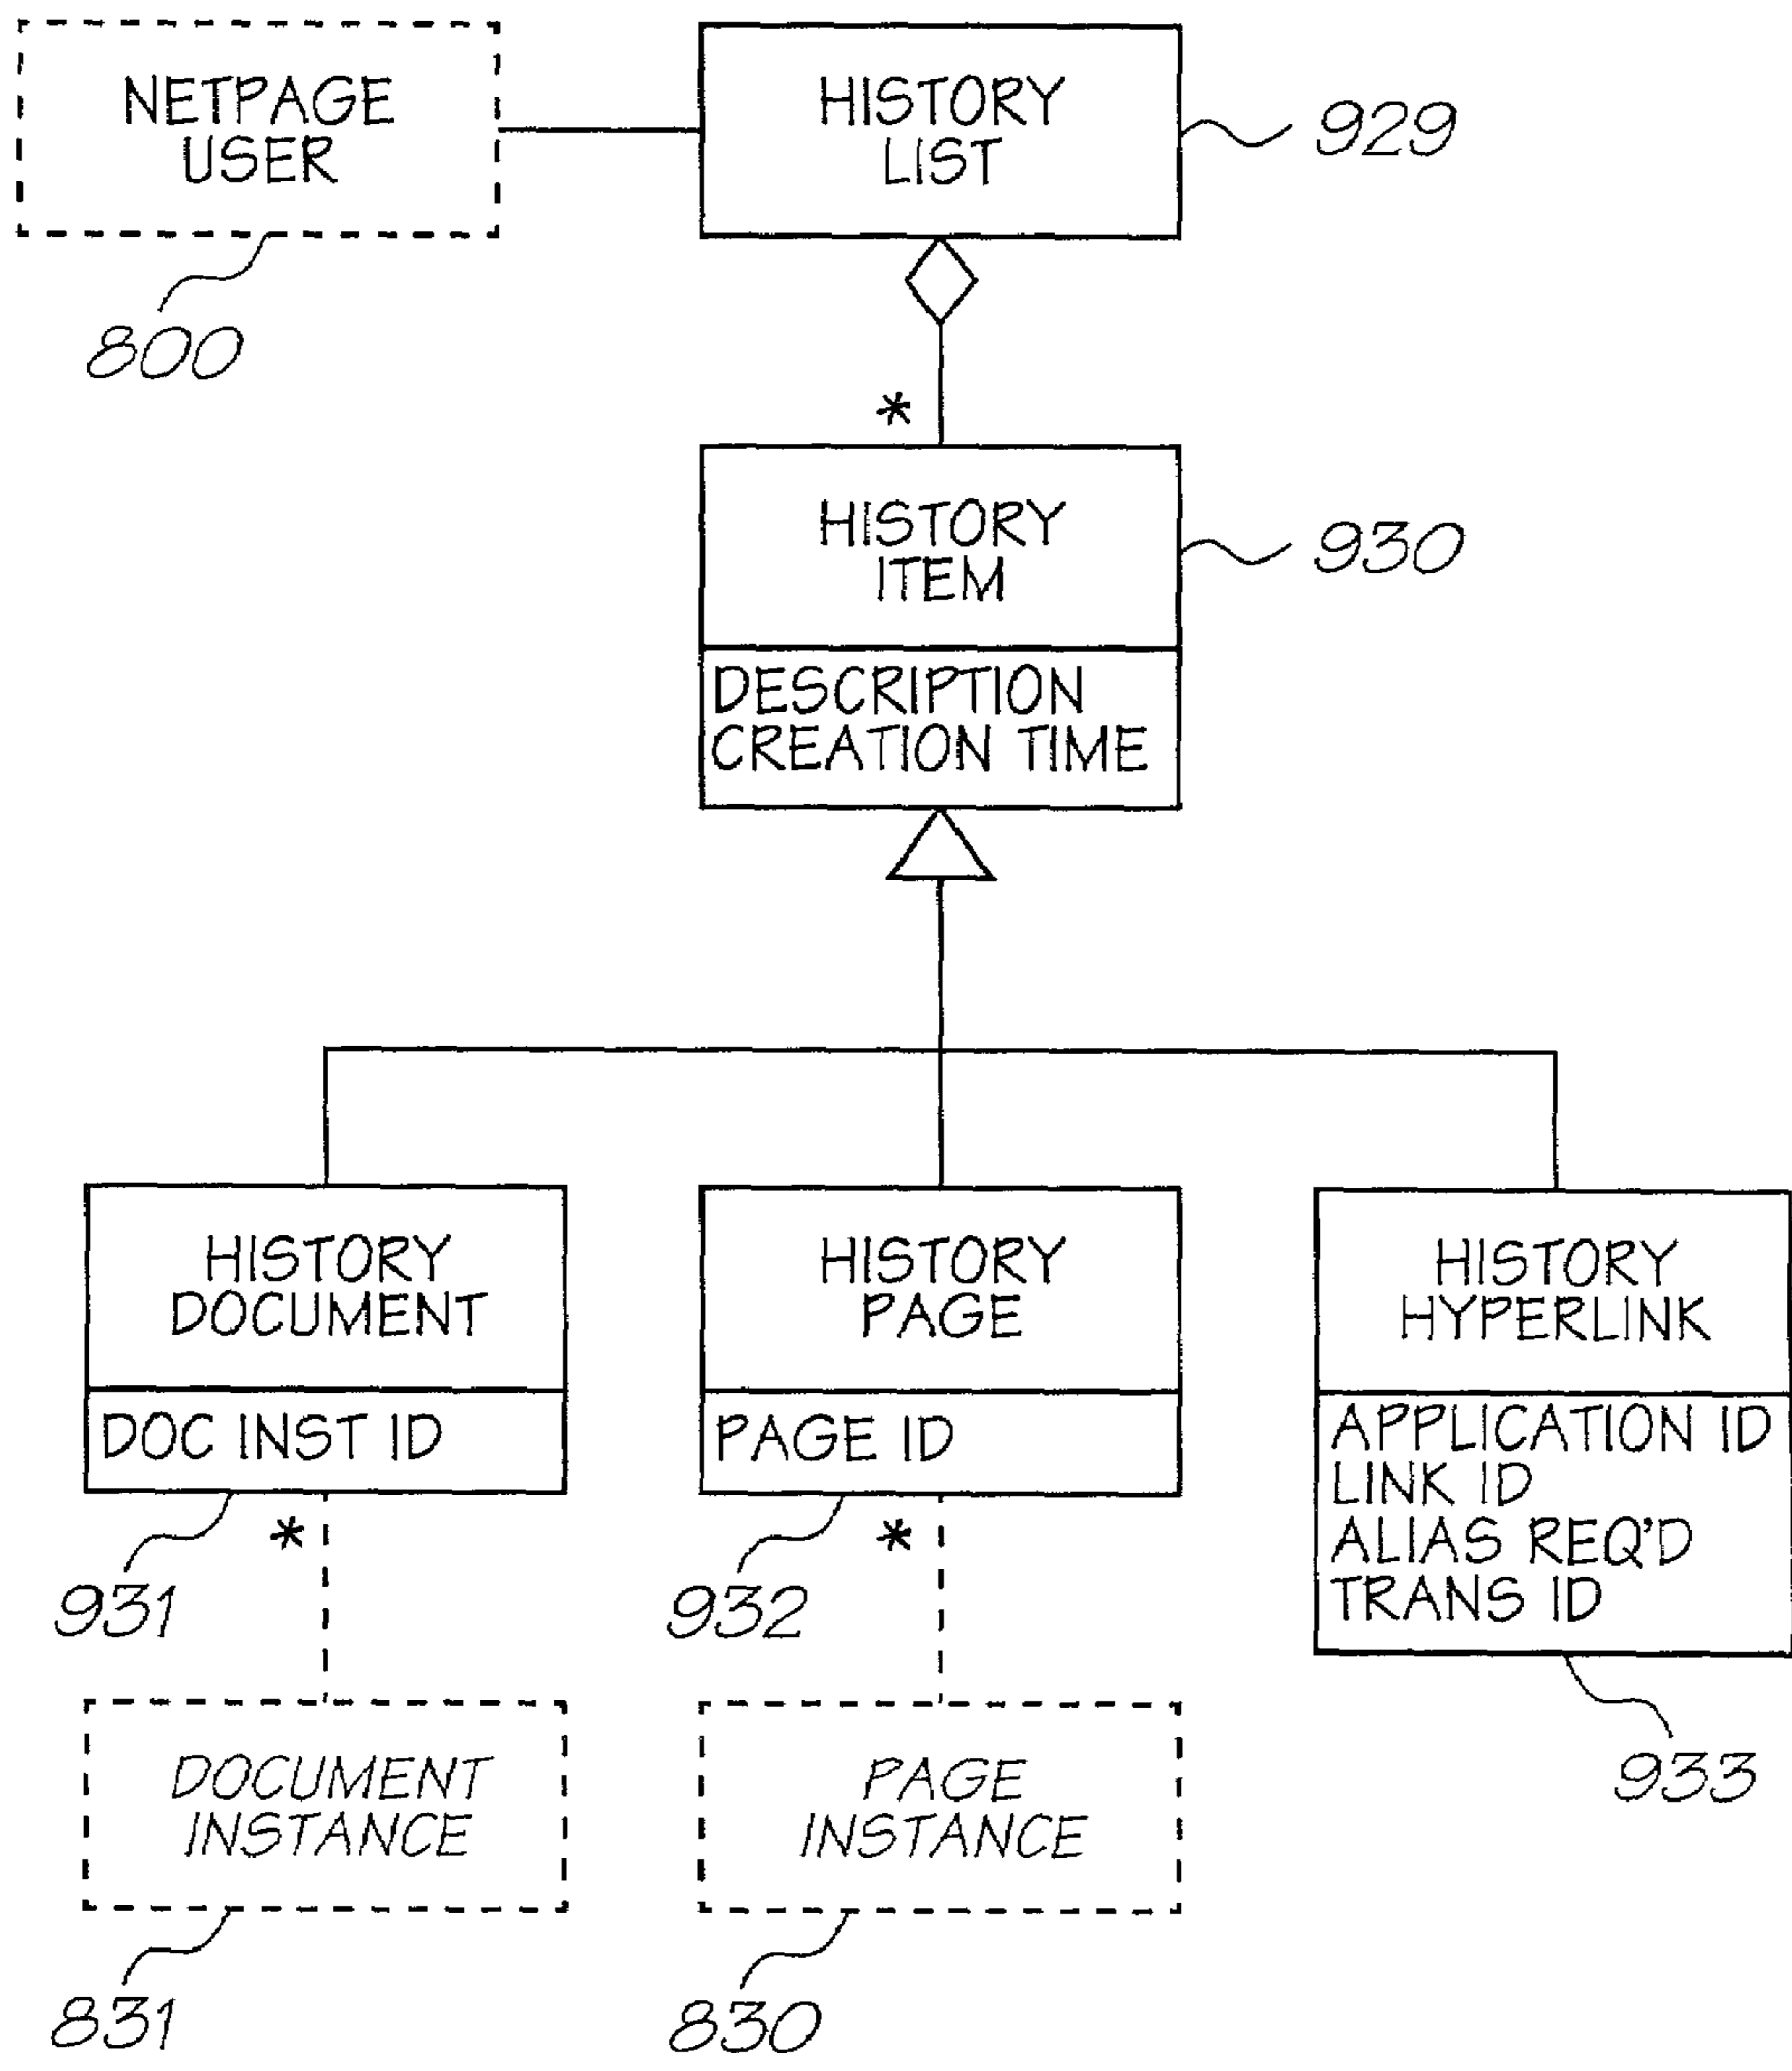 NETPAGE
USER
800
HISTORY
LIST
929
*
HISTORY
ITEM
930
DESCRIPTION
CREATION TIME
HISTORY
DOCUMENT
DOC INST ID
931
*
HISTORY
PAGE
PAGE ID
932
*
HISTORY
HYPERLINK
APPLICATION ID
LINK ID
ALIAS REQ'D
TRANS ID
933
DOCUMENT
INSTANCE
831
PAGE
INSTANCE
830